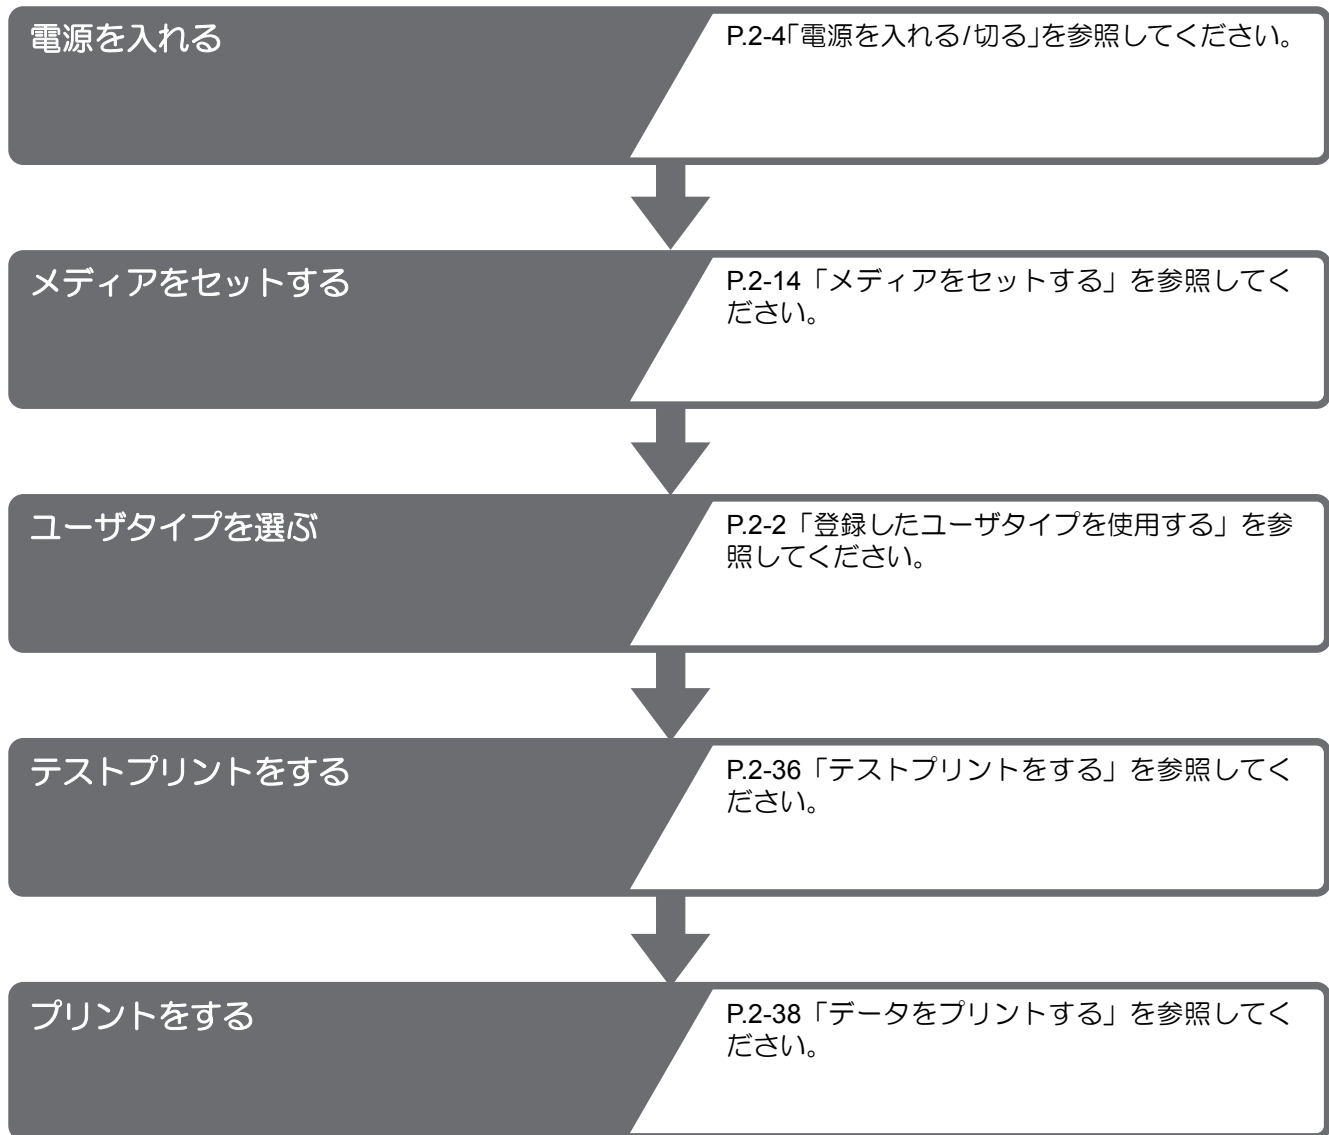 電源を入れる
P.2-4「電源を入れる/切る」を参照してください。
メディアをセットする
P.2-14「メディアをセットする」を参照してく
ださい。
ユーザタイプを選ぶ
P.2-2「登録したユーザタイプを使用する」を参
照してください。
テストプリントをする
P.2-36「テストプリントをする」を参照してく
ださい。
プリントをする
P.2-38「データをプリントする」を参照してく
ださい。